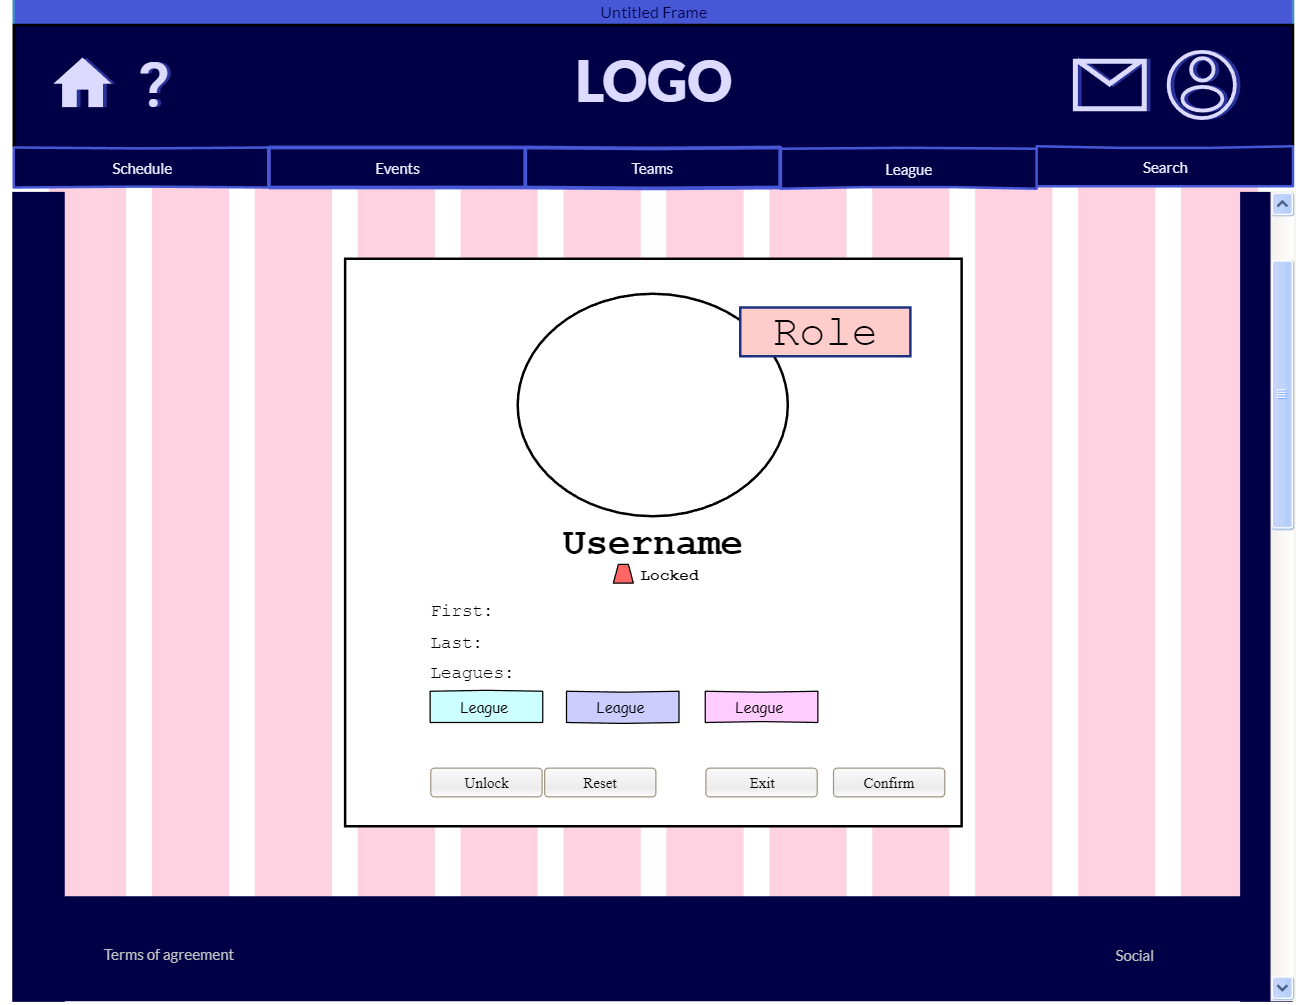 Untitled Frame
?
LOGO
Schedule Events Teams League Search
Role
Username
Locked
First:
Last:
Leagues:
League League League
Unlock Reset Exit Confirm
Terms of agreement Social